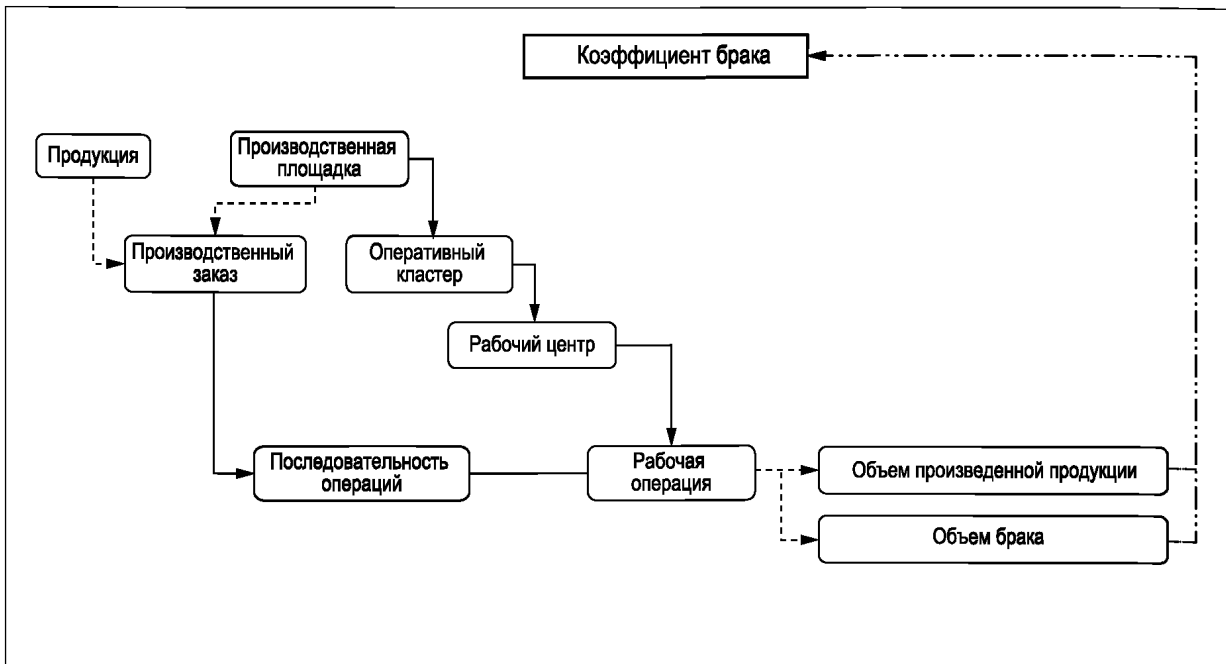 Коэффициент брака
Продукция
Производственная
площадка
Производственный
заказ
Оперативный
кластер
Рабочий центр
Последовательность
операций
Рабочая
операция
Объем произведенной продукции
Объем брака